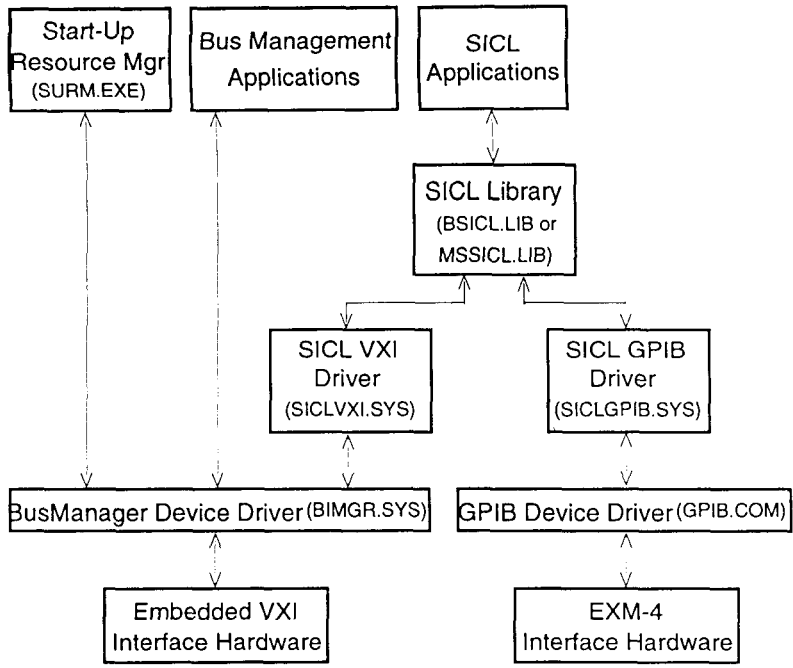 Start-Up
Resource Mgr
(SURM.EXE)
Bus Management
Applications
SICL
Applications
SICL Library
(BSICL.LIB or
MSSICL.LIB)
SICL VXI
Driver
(SICLVXI.SYS)
SICL GPIB
Driver
(SICLGPIB.SYS)
BusManager Device Driver (BIMGR.SYS)
GPIB Device Driver (GPIB.COM)
Embedded VXI
Interface Hardware
EXM-4
Interface Hardware